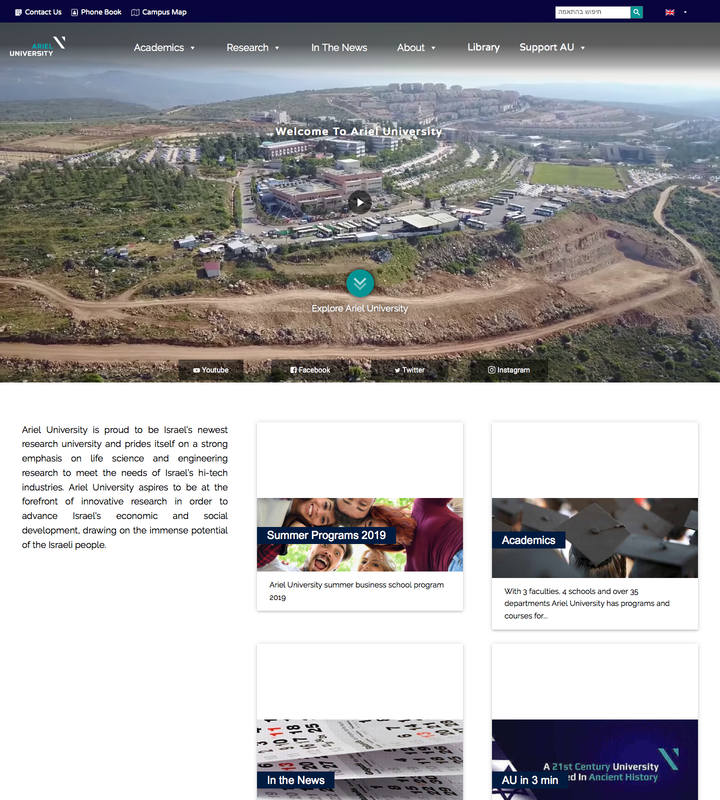 Contact Us Phone Book Campus Map
חיפוש בהתאמה
ARIEL
UNIVERSITY
Academics Research In The News About Library Support AU
Welcome To Ariel University
Explore Ariel University
Youtube Facebook Twitter Instagram
Ariel University is proud to be Israel's newest
research university and prides itself on a strong
emphasis on life science and engineering
research to meet the needs of Israel's hi-tech
industries. Ariel University aspires to be at the
forefront of innovative research in order to
advance Israel's economic and social
development, drawing on the immense potential
of the Israeli people.
Summer Programs 2019
Ariel University summer business school program
2019
Academics
With 3 faculties, 4 schools and over 35
departments Ariel University has programs and
courses for...
In the News
A 21st Century University
ed In Ancient History
AU in 3 min